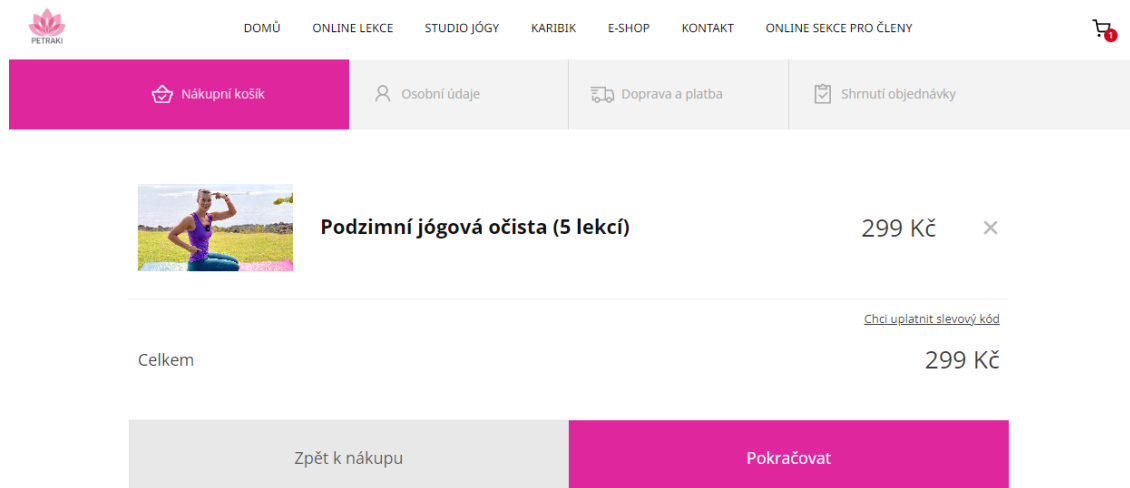 PETRAKI
DOMŮ ONLINE LEKCE STUDIO JÓGY KARIBIK E-SHOP KONTAKT ONLINE SEKCE PRO ČLENY
1
Nákupní košík Osobní údaje Doprava a platba Shrnutí objednávky
Podzimní jógová očista (5 lekcí) 299 Kč
Chci uplatnit slevový kód
Celkem 299 Kč
Zpět k nákupu Pokračovat